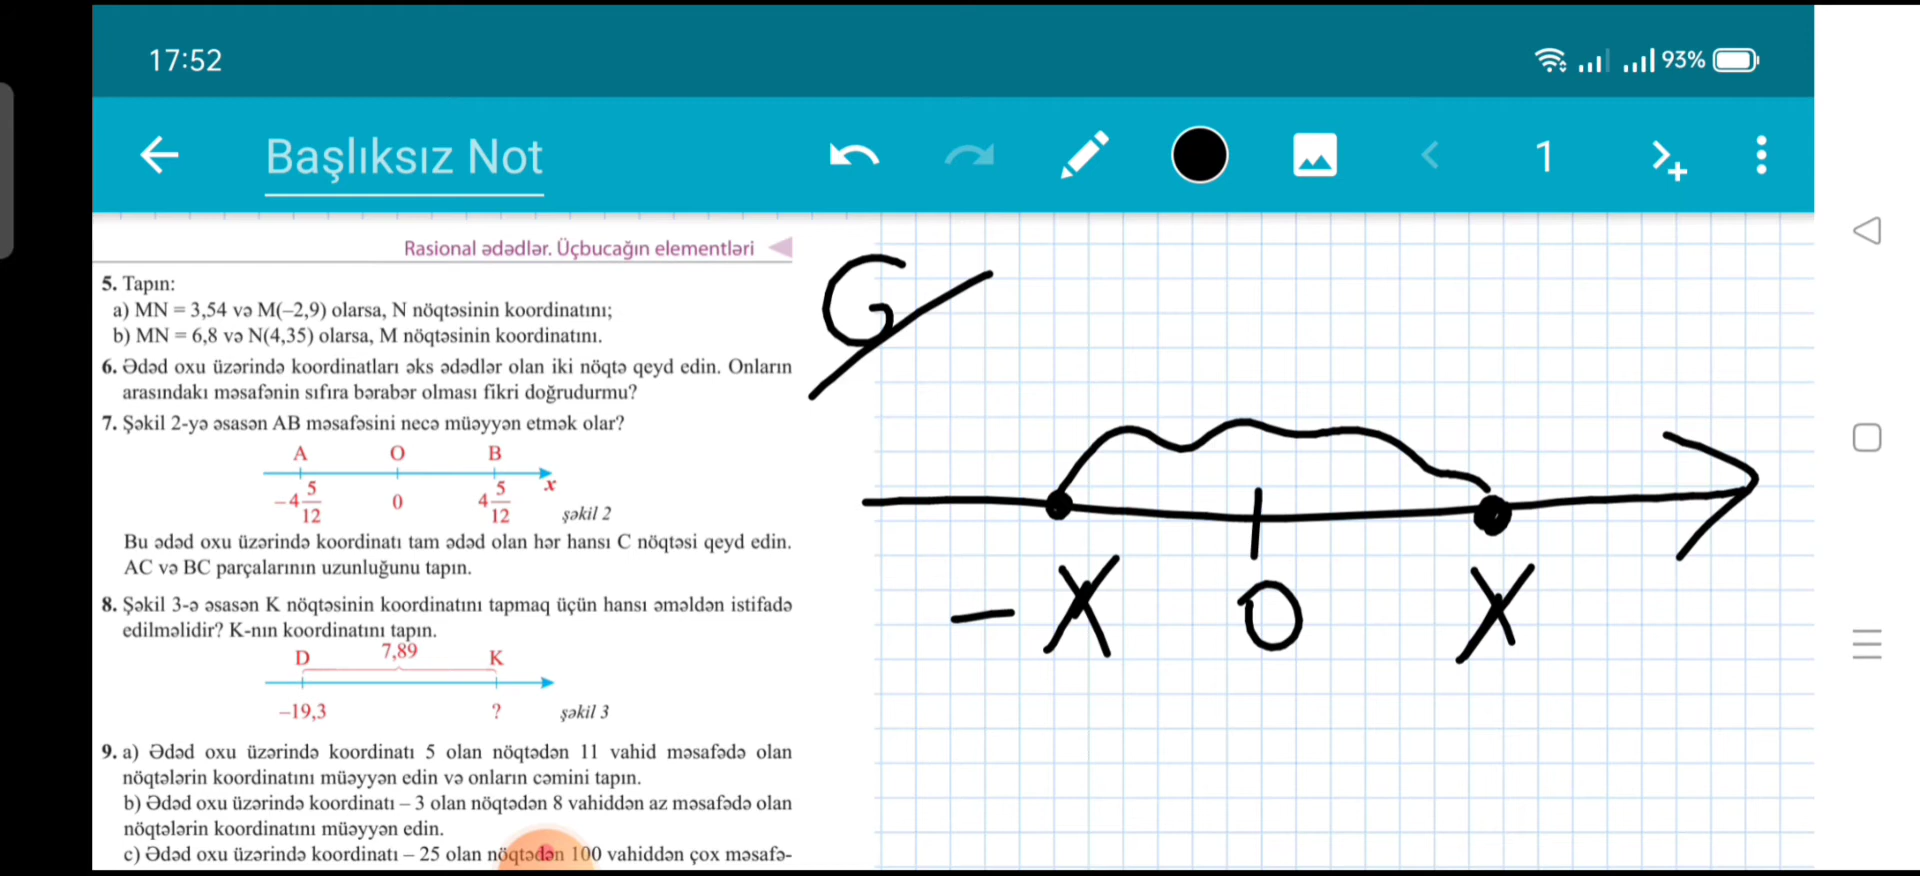 17:52
93%
Başlıksız Not
1
Rasional ədədlər. Üçbucağın elementləri
5. Tapın:
a) MN = 3,54 və M(–2,9) olarsa, N nöqtəsinin koordinatını;
b) MN = 6,8 və N(4,35) olarsa, M nöqtəsinin koordinatını.
6. Ədəd oxu üzərində koordinatları əks ədədlər olan iki nöqtə qeyd edin. Onların
arasındakı məsafənin sıfıra bərabər olması fikri doğrudurmu?
7. Şəkil 2-yə əsasən AB məsafəsini necə müəyyən etmək olar?
A O B
x
–4 5/12 0 4 5/12
şəkil 2
Bu ədəd oxu üzərində koordinatı tam ədəd olan hər hansı C nöqtəsi qeyd edin.
AC və BC parçalarının uzunluğunu tapın.
8. Şəkil 3-ə əsasən K nöqtəsinin koordinatını tapmaq üçün hansı əməldən istifadə
edilməlidir? K-nın koordinatını tapın.
D 7,89 K
–19,3 ? şəkil 3
9. a) Ədəd oxu üzərində koordinatı 5 olan nöqtədən 11 vahid məsafədə olan
nöqtələrin koordinatını müəyyən edin və onların cəmini tapın.
b) Ədəd oxu üzərində koordinatı – 3 olan nöqtədən 8 vahiddən az məsafədə olan
nöqtələrin koordinatını müəyyən edin.
c) Ədəd oxu üzərində koordinatı – 25 olan nöqtədən 100 vahiddən çox məsafə-
6
–X 0 X